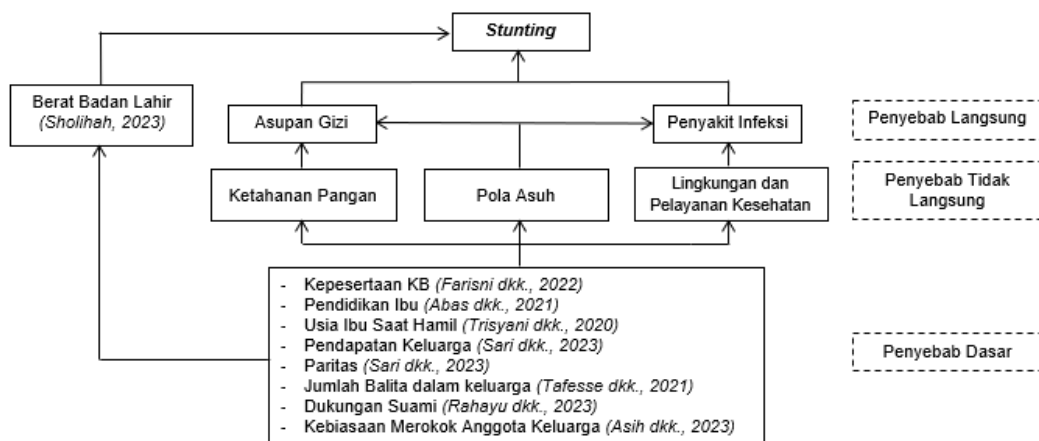 Stunting
Berat Badan Lahir
(Sholihah, 2023)
Asupan Gizi
Penyakit Infeksi
Penyebab Langsung
Ketahanan Pangan
Pola Asuh
Lingkungan dan
Pelayanan Kesehatan
Penyebab Tidak
Langsung
- Kepesertaan KB (Farisni dkk., 2022)
- Pendidikan Ibu (Abas dkk., 2021)
- Usia Ibu Saat Hamil (Trisyani dkk., 2020)
- Pendapatan Keluarga (Sari dkk., 2023)
- Paritas (Sari dkk., 2023)
- Jumlah Balita dalam keluarga (Tafesse dkk., 2021)
- Dukungan Suami (Rahayu dkk., 2023)
- Kebiasaan Merokok Anggota Keluarga (Asih dkk., 2023)
Penyebab Dasar